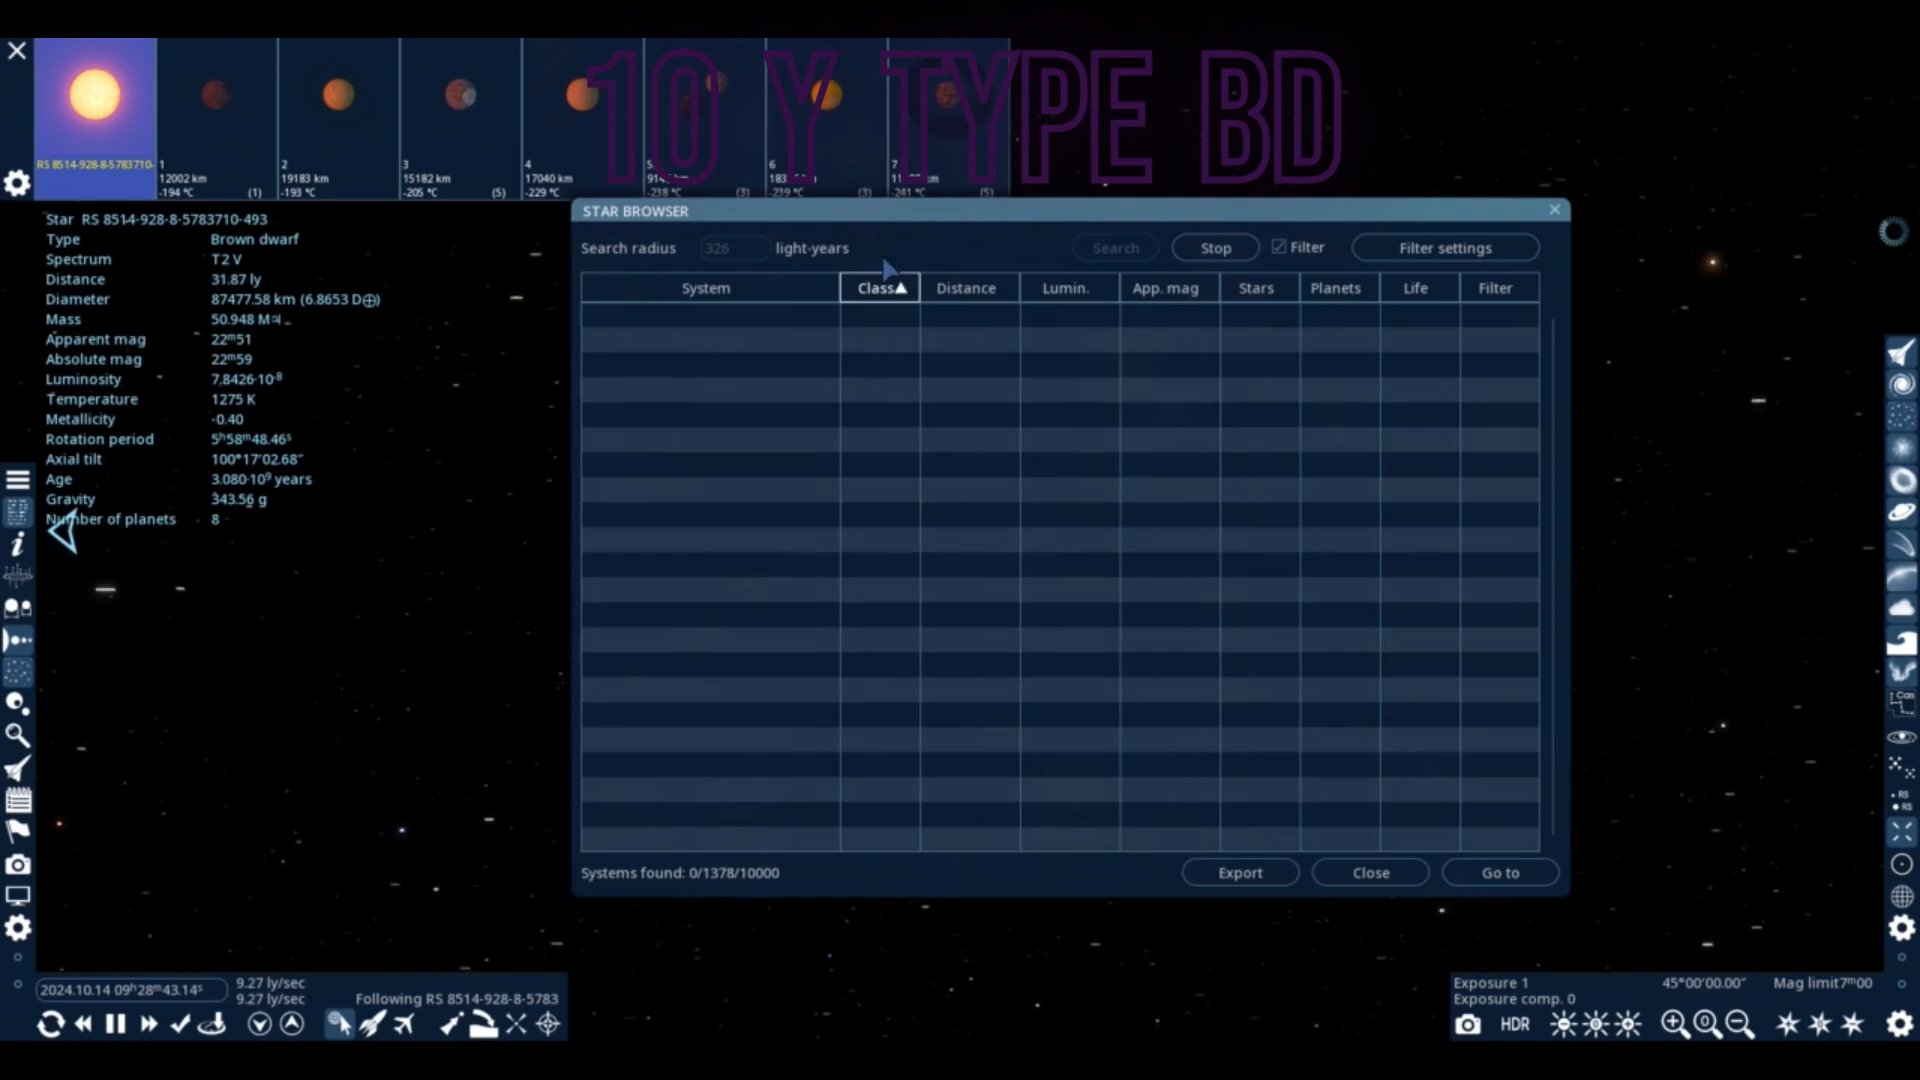 10 Y TYPE BD
RS 8514-928-8-5783710-
1
12002 km
-194 °C (1)
2
19183 km
-193 °C
3
15182 km
-205 °C (5)
4
17040 km
-229 °C
-238 °C (3)
6
-239 °C (3)
7
-241 °C (5)
Star RS 8514-928-8-5783710-493
Type Brown dwarf
Spectrum T2 V
Distance 31.87 ly
Diameter 87477.58 km (6.8653 D⊕)
Mass 50.948 M♃
Apparent mag 22ᵐ51
Absolute mag 22ᵐ59
Luminosity 7.8426·10⁻⁸
Temperature 1275 K
Metallicity -0.40
Rotation period 5ʰ58ᵐ48.46ˢ
Axial tilt 100°17'02.68"
Age 3.080·10⁹ years
Gravity 343.56 g
Number of planets 8
STAR BROWSER
Search radius 326 light-years Search Stop Filter Filter settings
System Class▲ Distance Lumin. App. mag Stars Planets Life Filter
Systems found: 0/1378/10000 Export Close Go to
Cas
RS
RS
2024.10.14 09ʰ28ᵐ43.14ˢ
9.27 ly/sec
9.27 ly/sec
Following RS 8514-928-8-5783
Exposure 1 45°00'00.00" Mag limit7ᵐ00
Exposure comp. 0
HDR